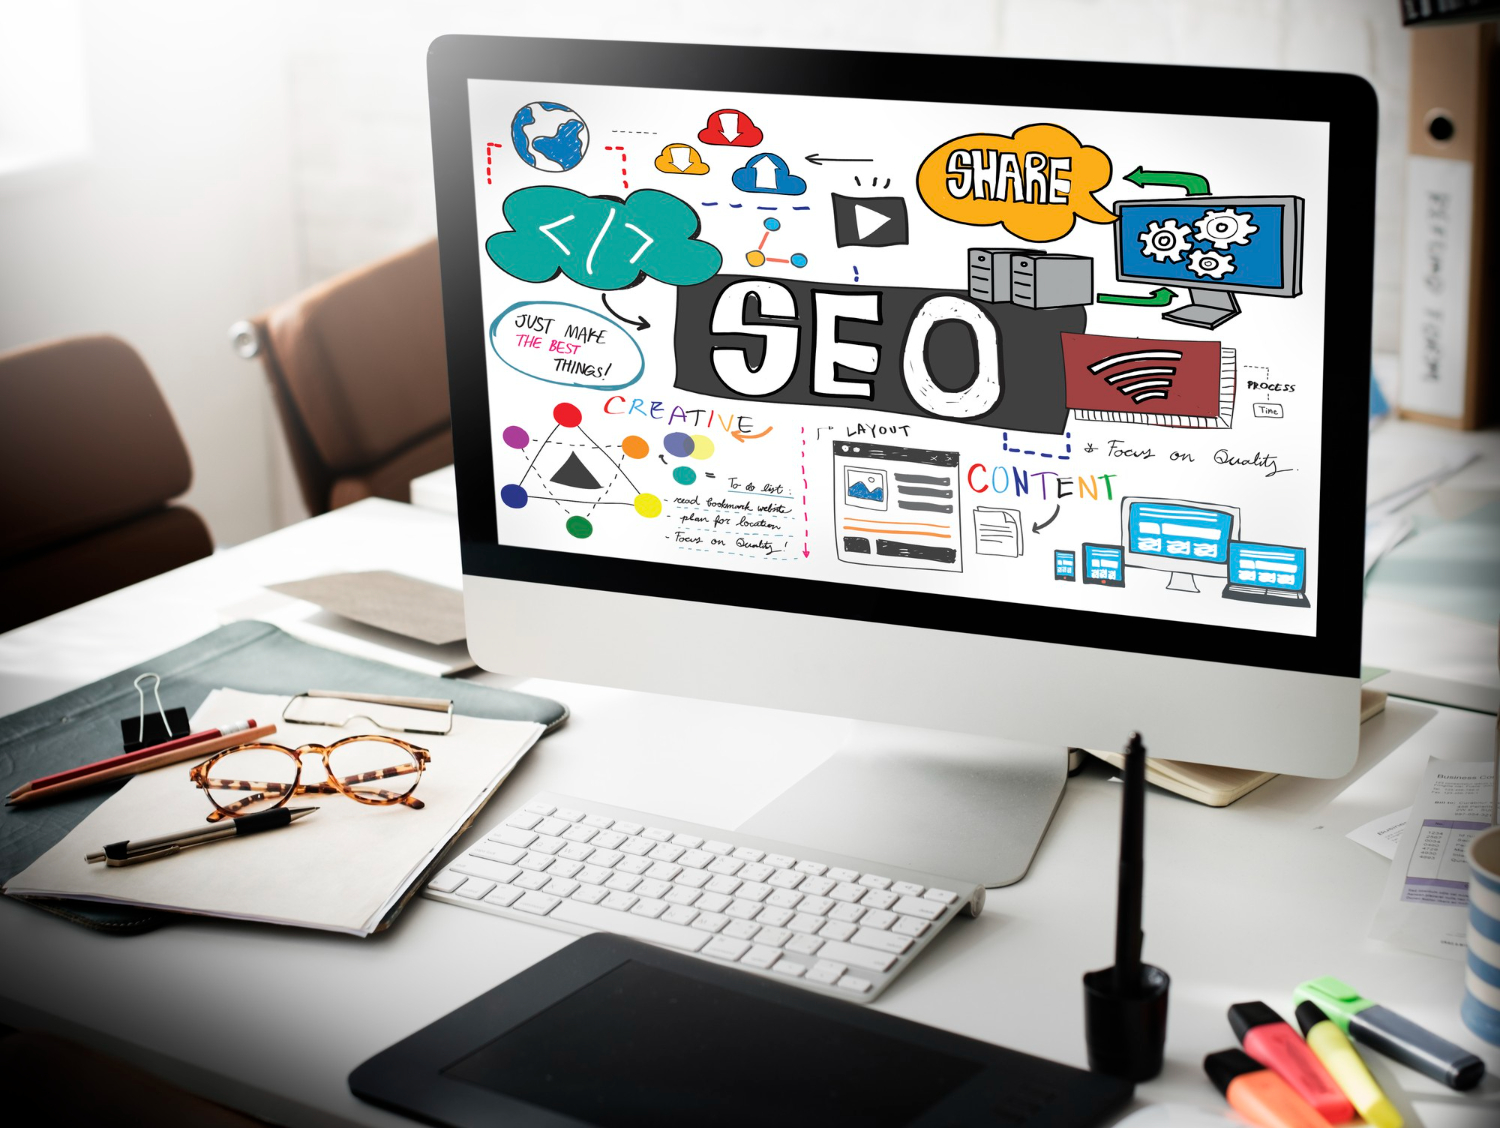 SHARE
</>
SEO
JUST MAKE
THE BEST
THINGS!
PROCESS
Time
CREATIVE
LAYOUT
Focus on Quality.
CONTENT
= To do list :
read bookmark website
plan for location
- Focus on Quality!